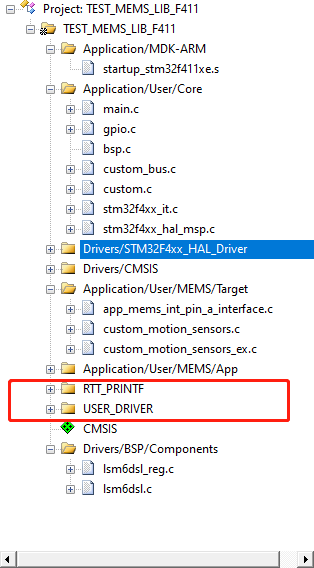 Project: TEST_MEMS_LIB_F411
TEST_MEMS_LIB_F411
Application/MDK-ARM
startup_stm32f411xe.s
Application/User/Core
main.c
gpio.c
bsp.c
custom_bus.c
custom.c
stm32f4xx_it.c
stm32f4xx_hal_msp.c
Drivers/STM32F4xx_HAL_Driver
Drivers/CMSIS
Application/User/MEMS/Target
app_mems_int_pin_a_interface.c
custom_motion_sensors.c
custom_motion_sensors_ex.c
Application/User/MEMS/App
RTT_PRINTF
USER_DRIVER
CMSIS
Drivers/BSP/Components
lsm6dsl_reg.c
lsm6dsl.c